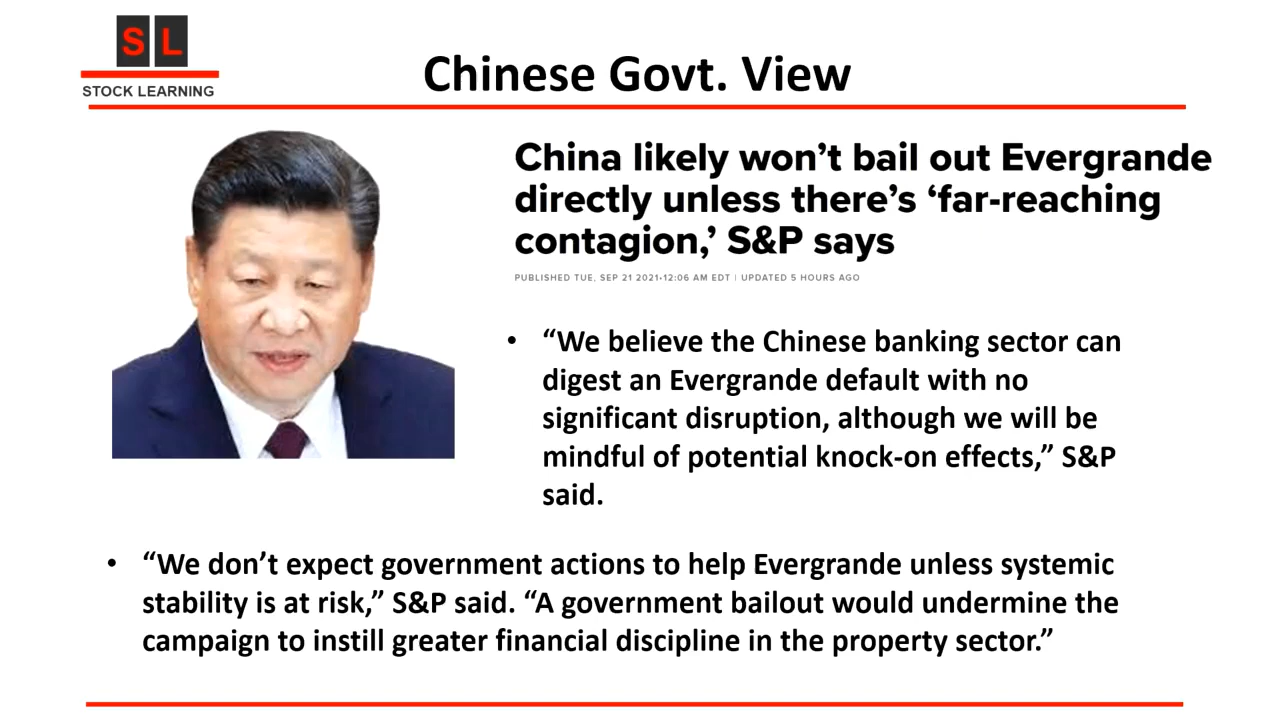 S L
STOCK LEARNING
Chinese Govt. View
China likely won’t bail out Evergrande
directly unless there’s ‘far-reaching
contagion,’ S&P says
PUBLISHED TUE, SEP 21 2021•12:06 AM EDT | UPDATED 5 HOURS AGO
• “We believe the Chinese banking sector can
digest an Evergrande default with no
significant disruption, although we will be
mindful of potential knock-on effects,” S&P
said.
• “We don’t expect government actions to help Evergrande unless systemic
stability is at risk,” S&P said. “A government bailout would undermine the
campaign to instill greater financial discipline in the property sector.”